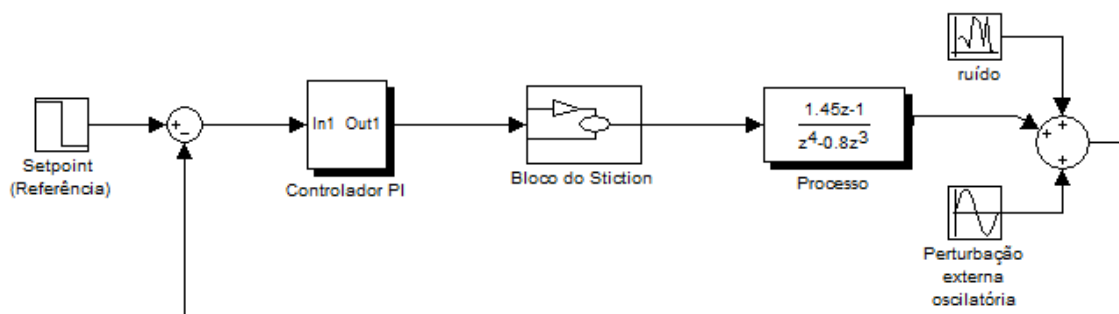 ruído
Setpoint
(Referência)
In1 Out1
Controlador PI
Bloco do Stiction
1.45z-1
z⁴-0.8z³
Processo
Perturbação
externa
oscilatória